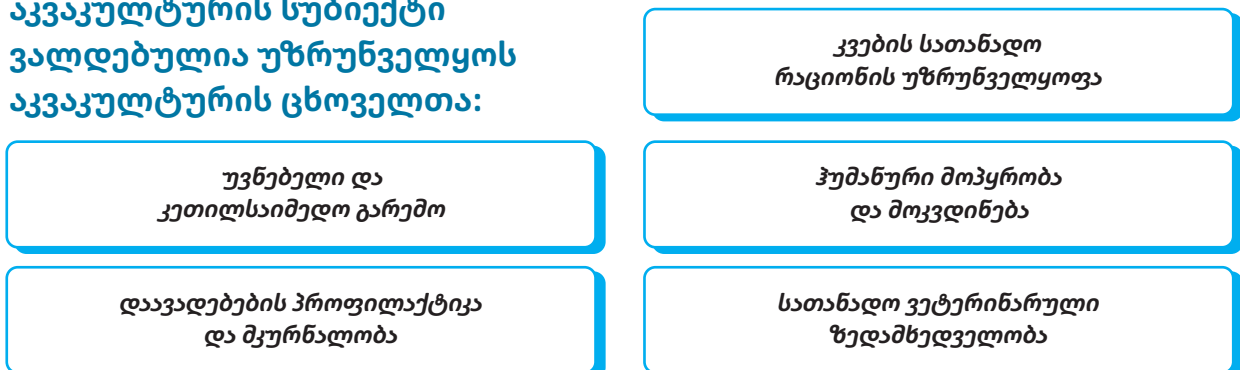 აკვაკულტურის სუბიექტი
ვალდებულია უზრუნველყოს
აკვაკულტურის ცხოველთა:
კვების სათანადო
რაციონის უზრუნველყოფა
უვნებელი და
კეთილსაიმედო გარემო
ჰუმანური მოპყრობა
და მოკვდინება
დაავადებების პროფილაქტიკა
და მკურნალობა
სათანადო ვეტერინარული
ზედამხედველობა